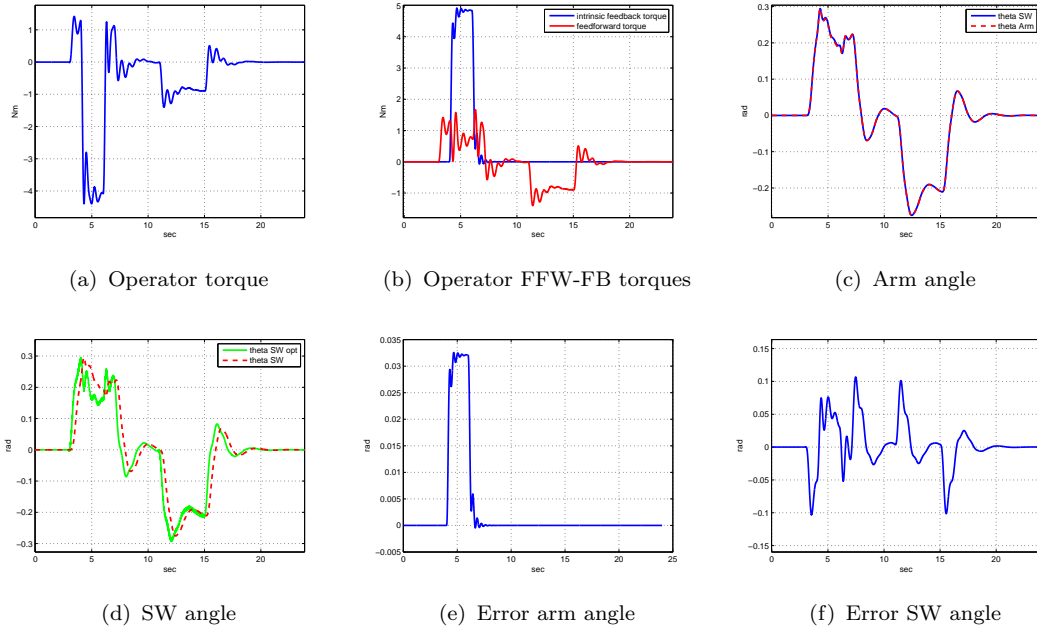 1
0
−1
−2
−3
−4
Nm
0 5 10 15 20
sec
(a) Operator torque
5
4
3
2
1
0
−1
Nm
0 5 10 15 20
sec
intrinsic feedback torque
feedforward torque
(b) Operator FFW-FB torques
0.3
0.2
0.1
0
−0.1
−0.2
rad
0 5 10 15 20
sec
theta SW
theta Arm
(c) Arm angle
0.3
0.2
0.1
0
−0.1
−0.2
−0.3
rad
0 5 10 15 20
sec
theta SW opt
theta SW
(d) SW angle
0.035
0.03
0.025
0.02
0.015
0.01
0.005
0
−0.005
rad
0 5 10 15 20 25
sec
(e) Error arm angle
0.15
0.1
0.05
0
−0.05
−0.1
−0.15
rad
0 5 10 15 20
sec
(f) Error SW angle